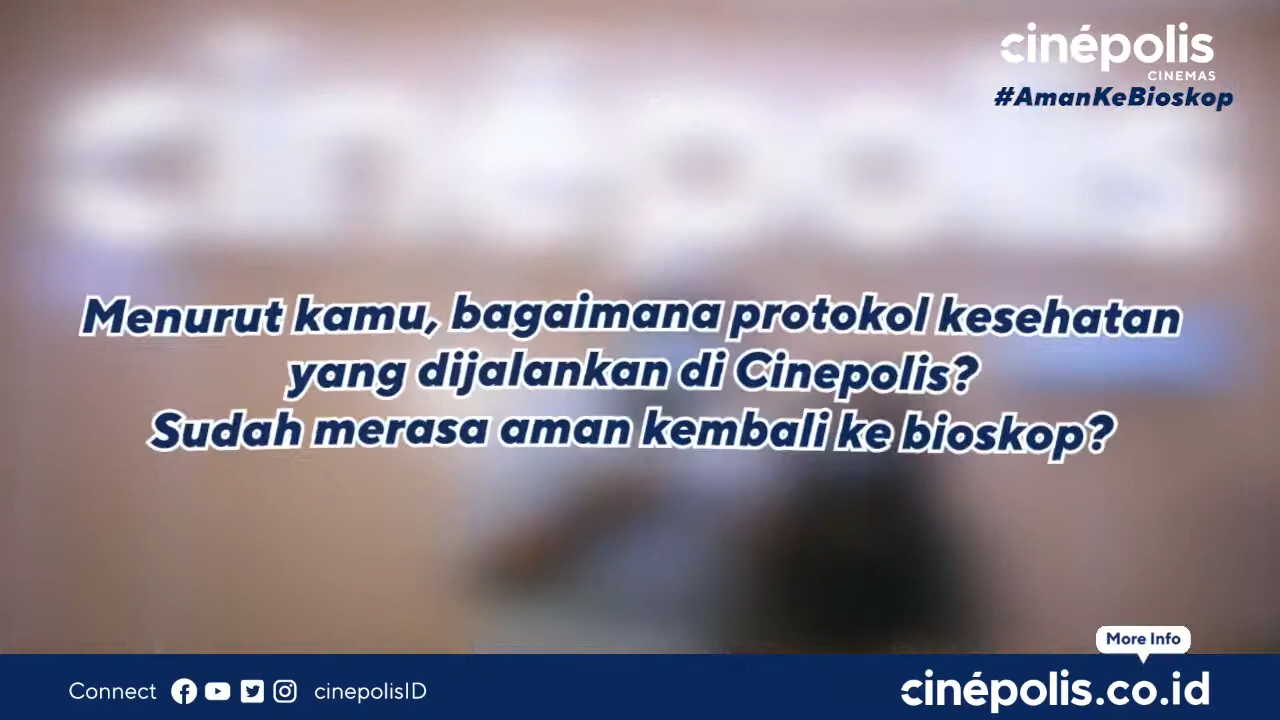 cinépolis
CINEMAS
#AmanKeBioskop
Menurut kamu, bagaimana protokol kesehatan
yang dijalankan di Cinepolis?
Sudah merasa aman kembali ke bioskop?
More Info
Connect cinepolisID
cinépolis.co.id